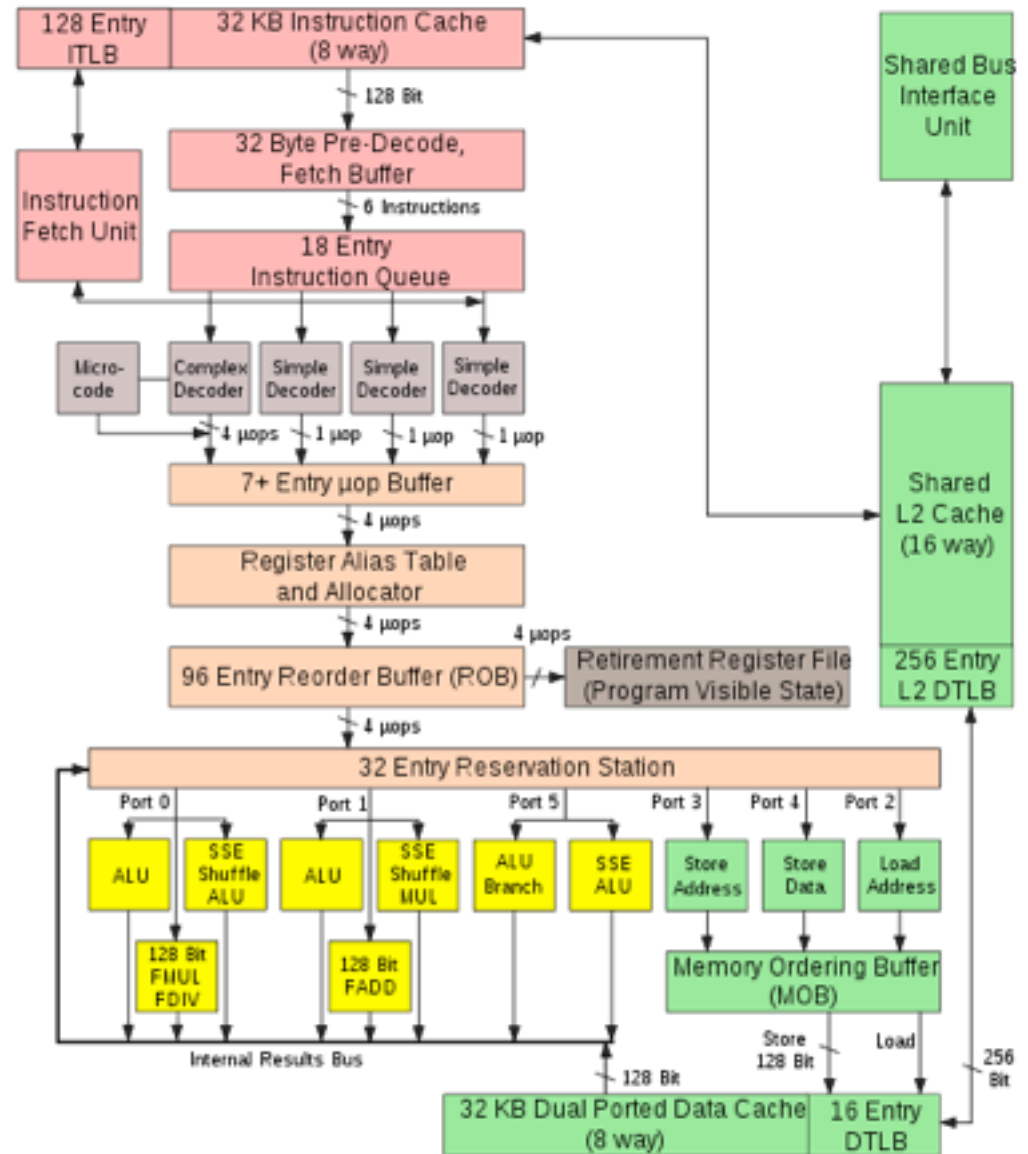 128 Entry
ITLB
32 KB Instruction Cache
(8 way)
Shared Bus
Interface
Unit
128 Bit
32 Byte Pre-Decode,
Fetch Buffer
Instruction
Fetch Unit
6 Instructions
18 Entry
Instruction Queue
Micro-
code
Complex
Decoder
Simple
Decoder
Simple
Decoder
Simple
Decoder
4 µops
1 µop
1 µop
1 µop
7+ Entry µop Buffer
Shared
L2 Cache
(16 way)
4 µops
Register Alias Table
and Allocator
4 µops
4 µops
96 Entry Reorder Buffer (ROB)
Retirement Register File
(Program Visible State)
256 Entry
L2 DTLB
4 µops
32 Entry Reservation Station
Port 0
Port 1
Port 5
Port 3
Port 4
Port 2
ALU
SSE
Shuffle
ALU
ALU
SSE
Shuffle
MUL
ALU
Branch
SSE
ALU
Store
Address
Store
Data
Load
Address
128 Bit
FMUL
FDIV
128 Bit
FADD
Memory Ordering Buffer
(MOB)
Internal Results Bus
Store
128 Bit
Load
128 Bit
256
Bit
32 KB Dual Ported Data Cache
(8 way)
16 Entry
DTLB